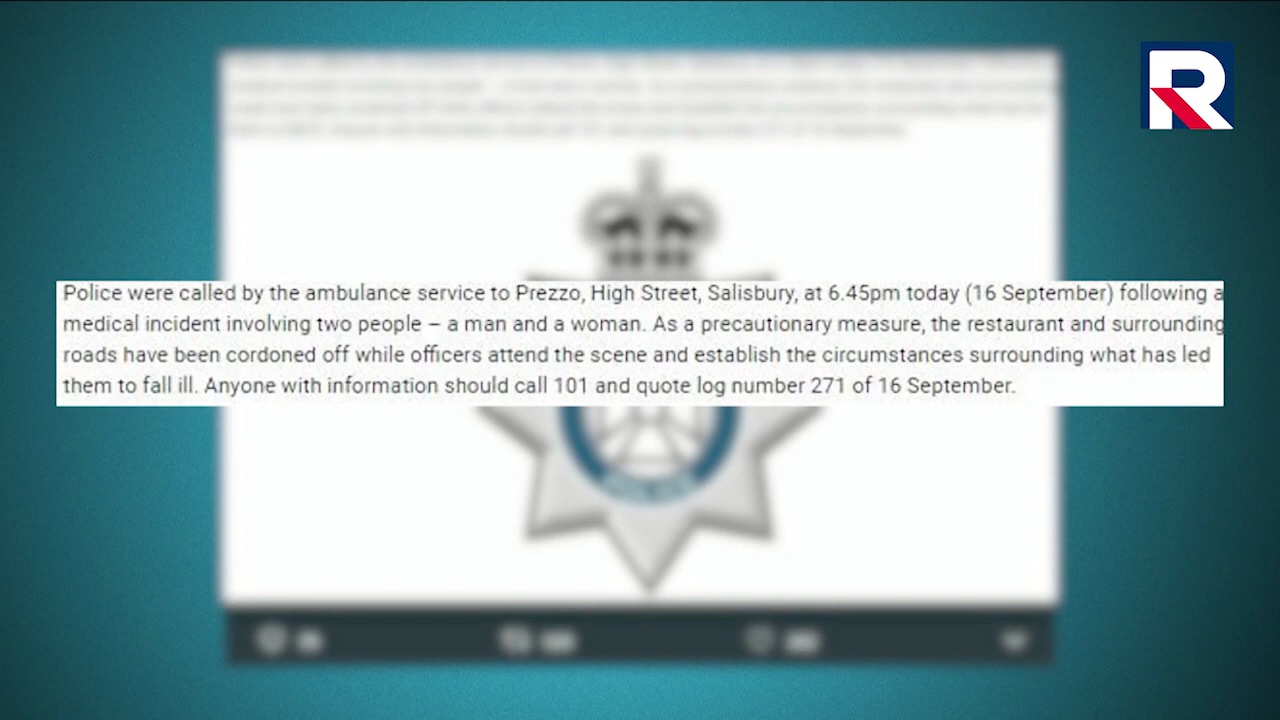 R
Police were called by the ambulance service to Prezzo, High Street, Salisbury, at 6.45pm today (16 September) following a
medical incident involving two people – a man and a woman. As a precautionary measure, the restaurant and surrounding
roads have been cordoned off while officers attend the scene and establish the circumstances surrounding what has led
them to fall ill. Anyone with information should call 101 and quote log number 271 of 16 September.